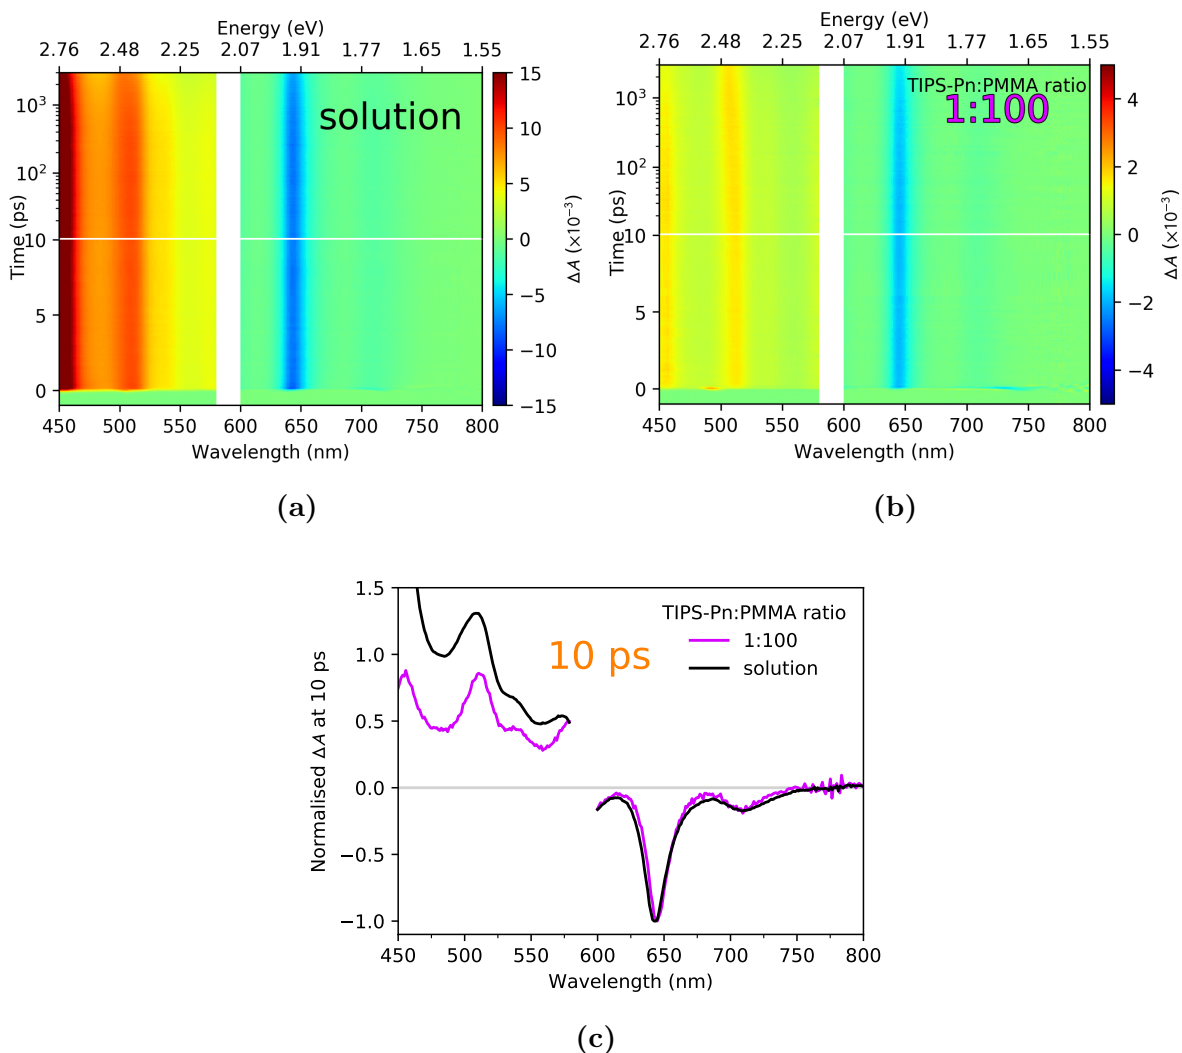 Energy (eV)
2.76 2.48 2.25 2.07 1.91 1.77 1.65 1.55
solution
10³
10²
10
5
0
Time (ps)
450 500 550 600 650 700 750 800
Wavelength (nm)
15
10
5
0
−5
−10
−15
ΔA (×10⁻³)
(a)
Energy (eV)
2.76 2.48 2.25 2.07 1.91 1.77 1.65 1.55
TIPS-Pn:PMMA ratio
1:100
10³
10²
10
5
0
Time (ps)
450 500 550 600 650 700 750 800
Wavelength (nm)
4
2
0
−2
−4
ΔA (×10⁻³)
(b)
1.5
1.0
0.5
0.0
−0.5
−1.0
Normalised ΔA at 10 ps
10 ps
TIPS-Pn:PMMA ratio
1:100
solution
450 500 550 600 650 700 750 800
Wavelength (nm)
(c)